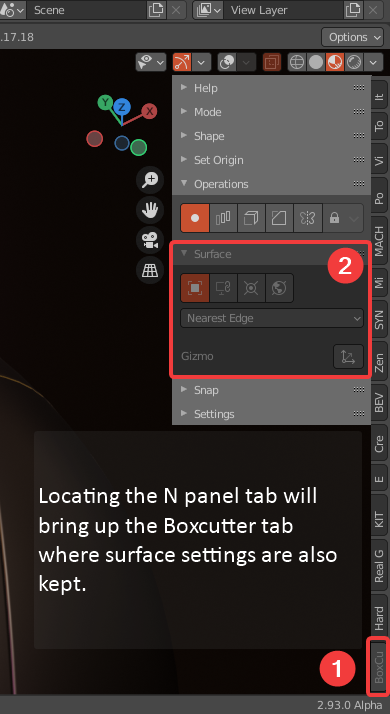 Scene
View Layer
.17.18
Options
Y
Z
X
Help
Mode
Shape
Set Origin
Operations
Surface
2
Nearest Edge
Gizmo
Snap
Settings
It
To
Vi
Po
MACH
Mi
SYN
Zen
BEV
Cre
E
KIT
Real G
Hard
BoxCu
Locating the N panel tab will
bring up the Boxcutter tab
where surface settings are also
kept.
1
2.93.0 Alpha